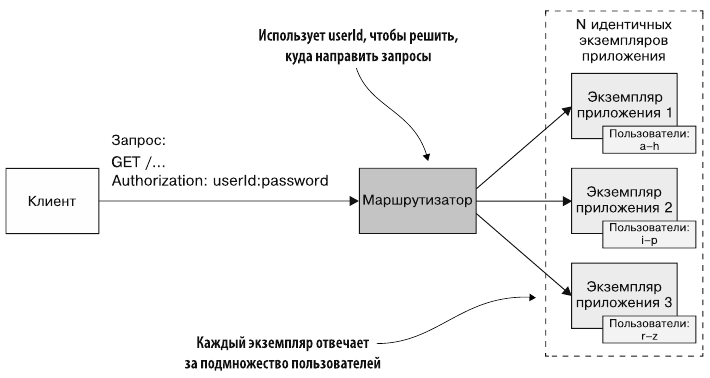 Использует userId, чтобы решить,
куда направить запросы
N идентичных
экземпляров
приложения
Экземпляр
приложения 1
Пользователи:
a–h
Запрос:
GET /...
Authorization: userId:password
Клиент
Маршрутизатор
Экземпляр
приложения 2
Пользователи:
i–p
Экземпляр
приложения 3
Пользователи:
r–z
Каждый экземпляр отвечает
за подмножество пользователей